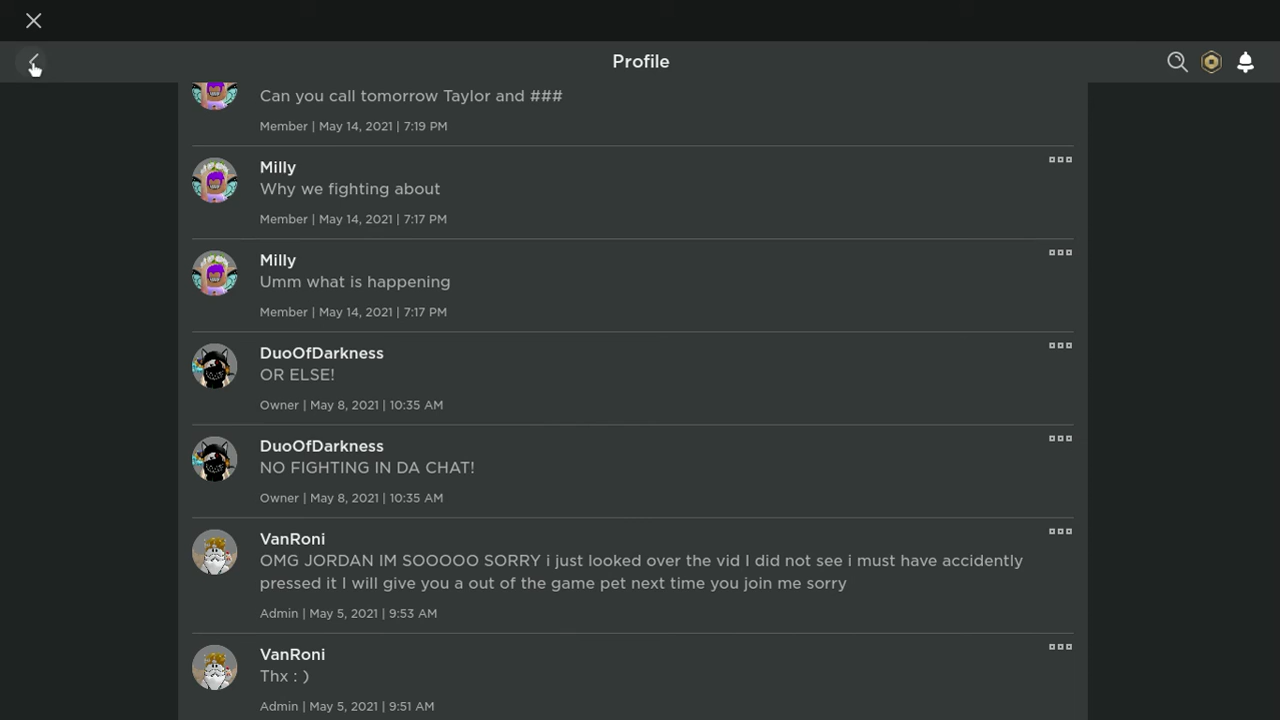 Profile
Can you call tomorrow Taylor and ###
Member | May 14, 2021 | 7:19 PM
Milly
Why we fighting about
Member | May 14, 2021 | 7:17 PM
Milly
Umm what is happening
Member | May 14, 2021 | 7:17 PM
DuoOfDarkness
OR ELSE!
Owner | May 8, 2021 | 10:35 AM
DuoOfDarkness
NO FIGHTING IN DA CHAT!
Owner | May 8, 2021 | 10:35 AM
VanRoni
OMG JORDAN IM SOOOOO SORRY i just looked over the vid I did not see i must have accidently
pressed it I will give you a out of the game pet next time you join me sorry
Admin | May 5, 2021 | 9:53 AM
VanRoni
Thx : )
Admin | May 5, 2021 | 9:51 AM